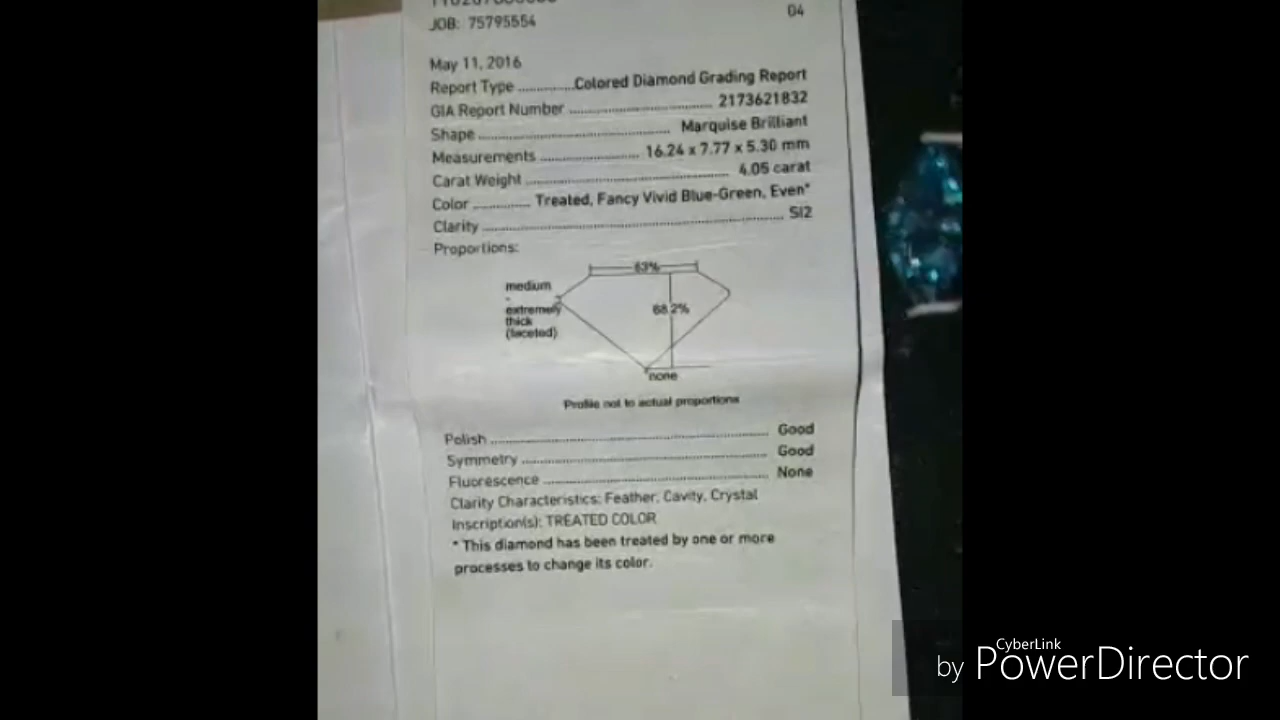 04
JOB: 75795554
May 11, 2016
Report Type ..............Colored Diamond Grading Report
GIA Report Number .................................... 2173621832
Shape ................................................ Marquise Brilliant
Measurements ......................... 16.24 x 7.77 x 5.30 mm
Carat Weight .................................................... 4.05 carat
Color .............. Treated, Fancy Vivid Blue-Green, Even*
Clarity ............................................................................ SI2
Proportions:
63%
medium
-
extremely
thick
(faceted)
68.2%
none
Profile not to actual proportions
Polish ...................................................................... Good
Symmetry .............................................................. Good
Fluorescence ......................................................... None
Clarity Characteristics: Feather, Cavity, Crystal
Inscription(s): TREATED COLOR
* This diamond has been treated by one or more
processes to change its color.
CyberLink
by PowerDirector